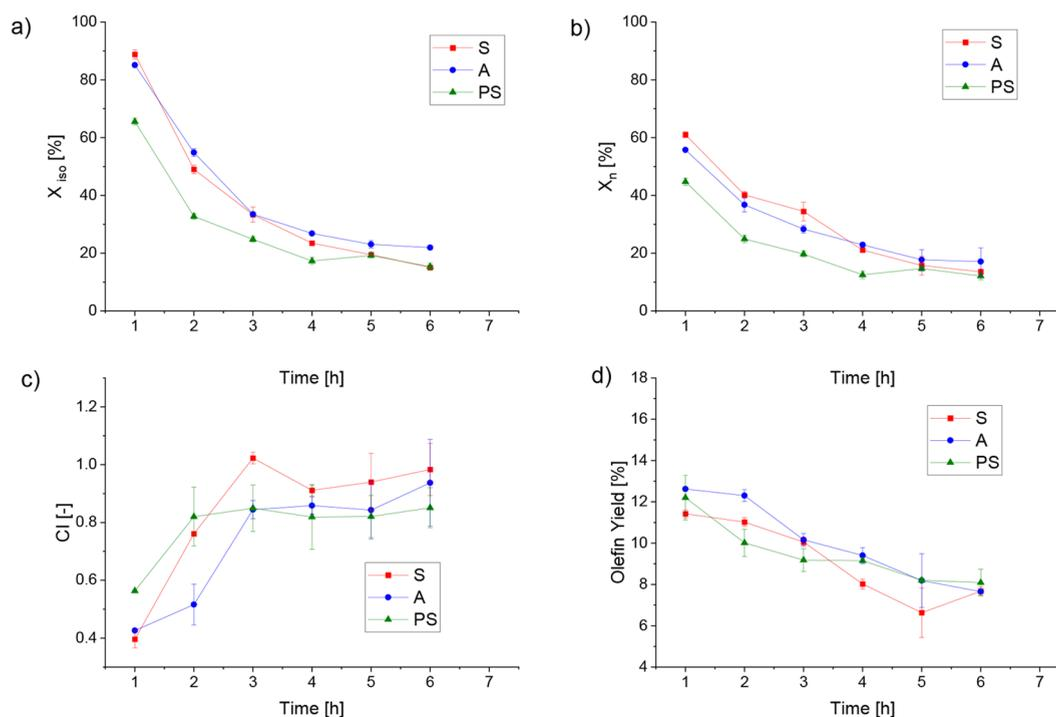 a)
100
80
60
40
20
0
X iso [%]
S
A
PS
1 2 3 4 5 6 7
Time [h]
b)
100
80
60
40
20
0
Xn [%]
S
A
PS
1 2 3 4 5 6 7
Time [h]
c)
1.2
1.0
0.8
0.6
0.4
CI [-]
S
A
PS
1 2 3 4 5 6 7
Time [h]
d)
18
16
14
12
10
8
6
4
Olefin Yield [%]
S
A
PS
1 2 3 4 5 6 7
Time [h]